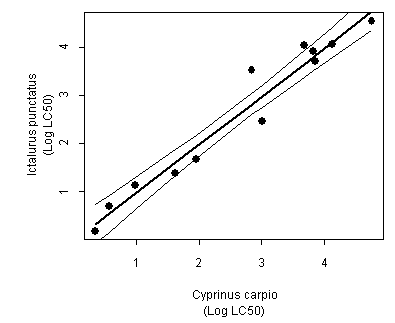 Ictalurus punctatus
(Log LC50)
4
3
2
1
1 2 3 4
Cyprinus carpio
(Log LC50)